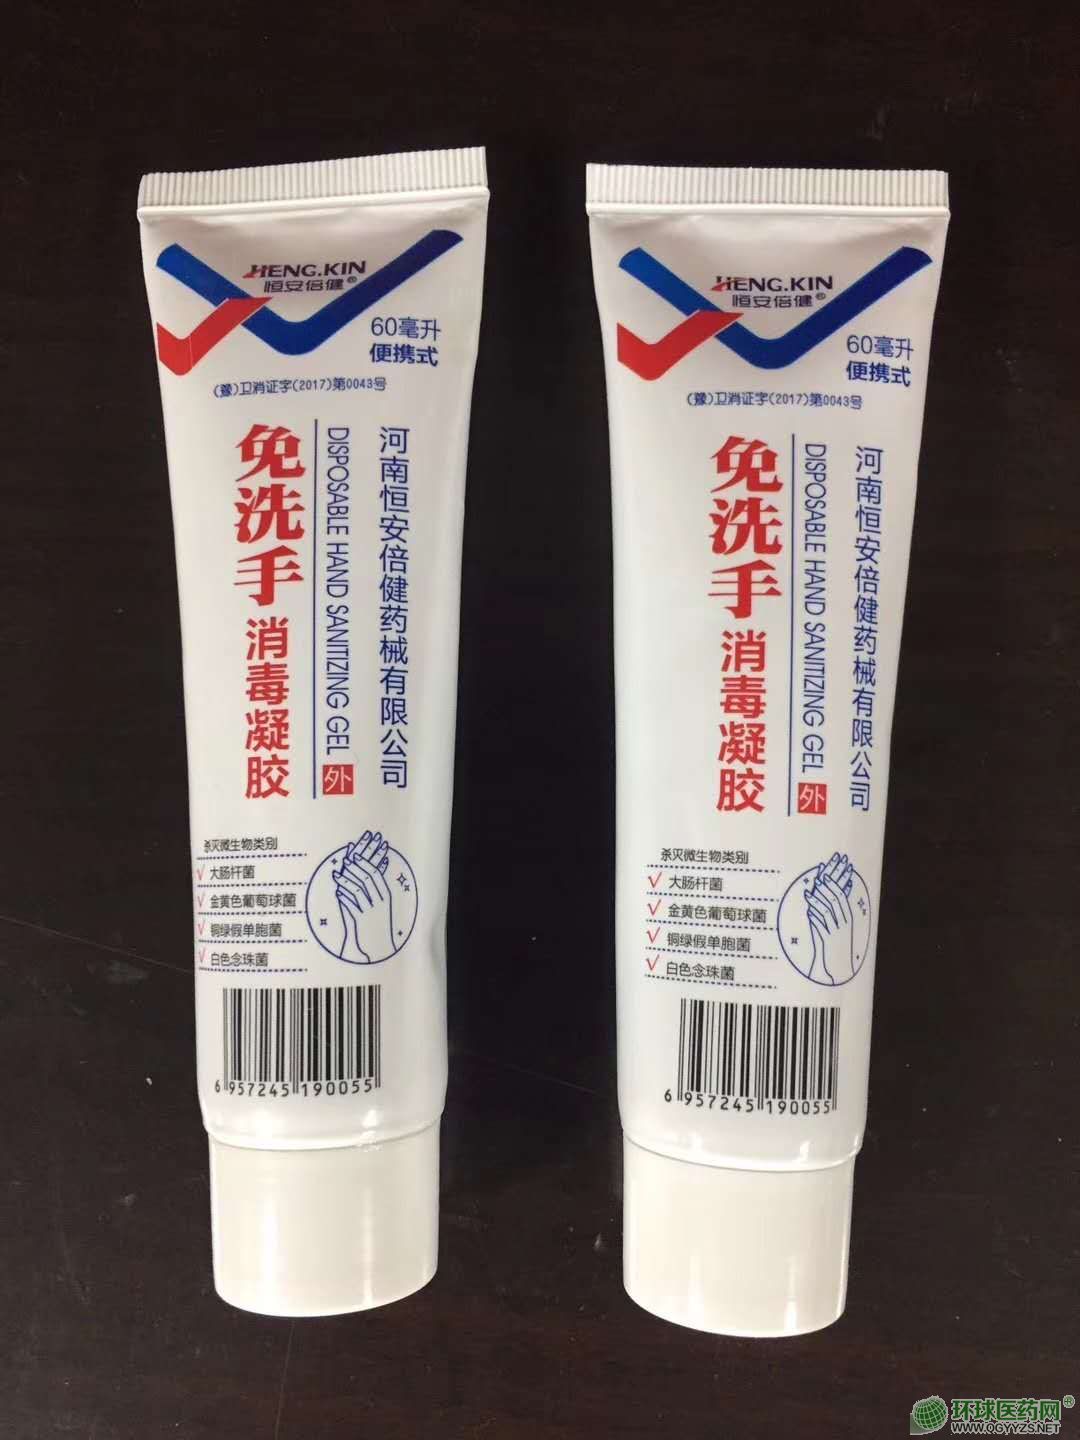 HENG.KIN
恒安倍健®
60毫升
便携式
(豫)卫消证字(2017)第0043号
免洗手消毒凝胶
DISPOSABLE HAND SANITIZING GEL
外
河南恒安倍健药械有限公司
杀灭微生物类别
大肠杆菌
金黄色葡萄球菌
铜绿假单胞菌
白色念珠菌
6 957245 190055
HENG.KIN
恒安倍健®
60毫升
便携式
(豫)卫消证字(2017)第0043号
免洗手消毒凝胶
DISPOSABLE HAND SANITIZING GEL
外
河南恒安倍健药械有限公司
杀灭微生物类别
大肠杆菌
金黄色葡萄球菌
铜绿假单胞菌
白色念珠菌
6 957245 190055
环球医药网®
WWW.QGYYZS.NET